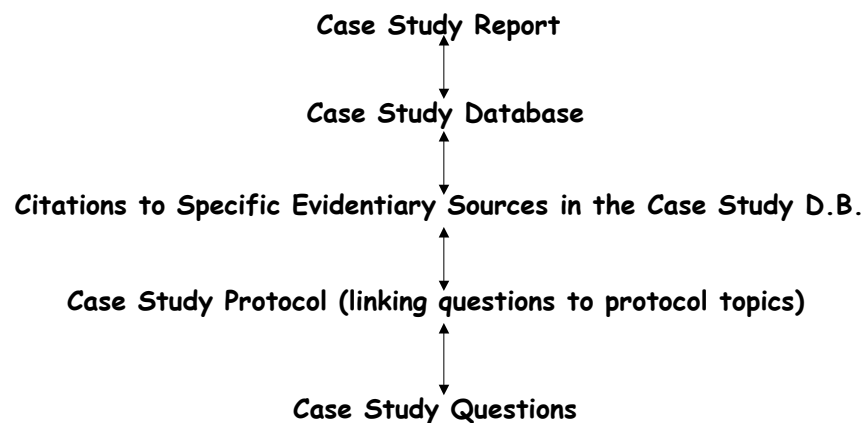 Case Study Report
Case Study Database
Citations to Specific Evidentiary Sources in the Case Study D.B.
Case Study Protocol (linking questions to protocol topics)
Case Study Questions